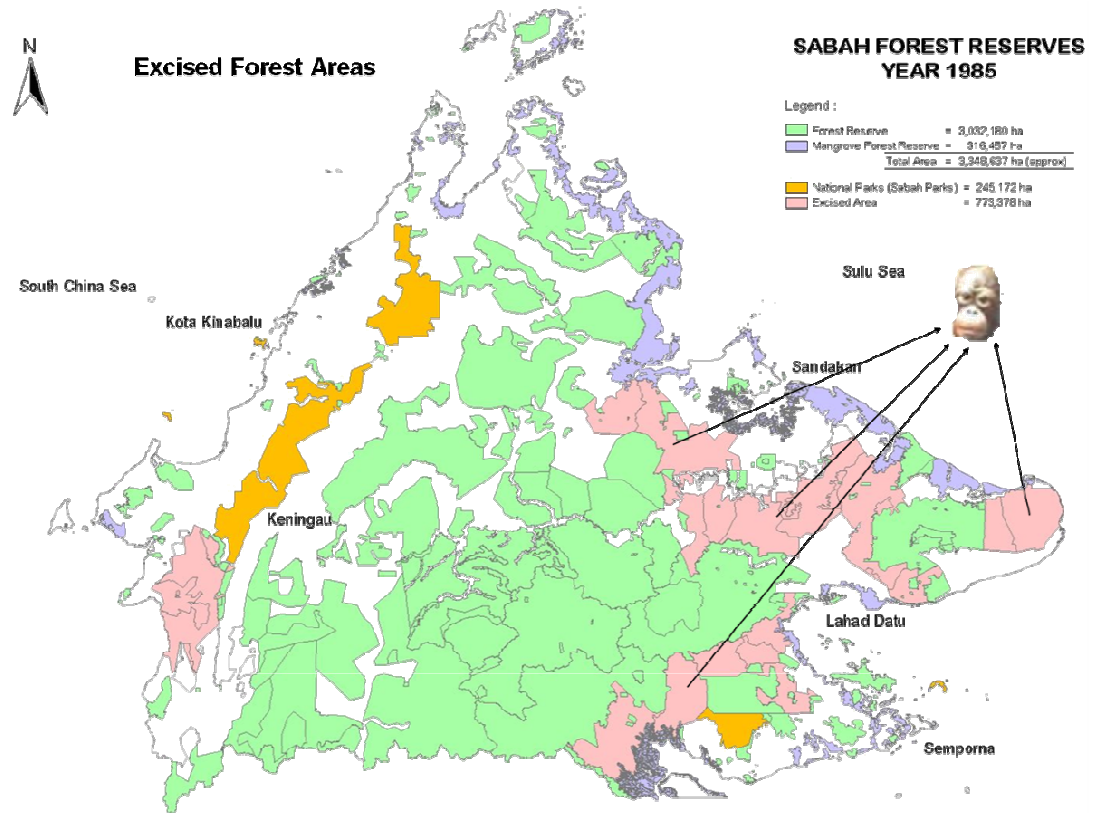 N
Excised Forest Areas
SABAH FOREST RESERVES
YEAR 1985
Legend :
Forest Reserve = 3,032,180 ha
Mangrove Forest Reserve = 316,457 ha
Total Area = 3,348,637 ha (approx)
National Parks (Sabah Parks) = 245,172 ha
Excised Area = 773,378 ha
South China Sea
Sulu Sea
Kota Kinabalu
Sandakan
Keningau
Lahad Datu
Semporna